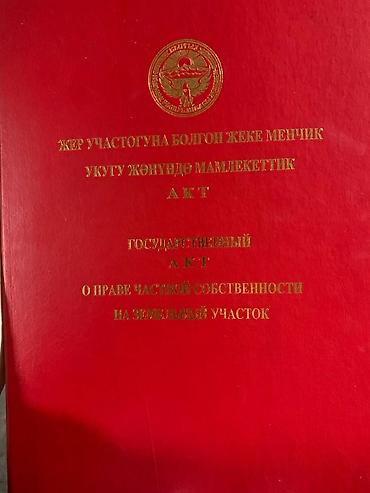 ЖЕР УЧАСТОГУНА БОЛГОН ЖЕКЕ МЕНЧИК
УКУГУ ЖӨНҮНДӨ МАМЛЕКЕТТИК
АКТ
ГОСУДАРСТВЕННЫЙ
АКТ
О ПРАВЕ ЧАСТНОЙ СОБСТВЕННОСТИ
НА ЗЕМЕЛЬНЫЙ УЧАСТОК